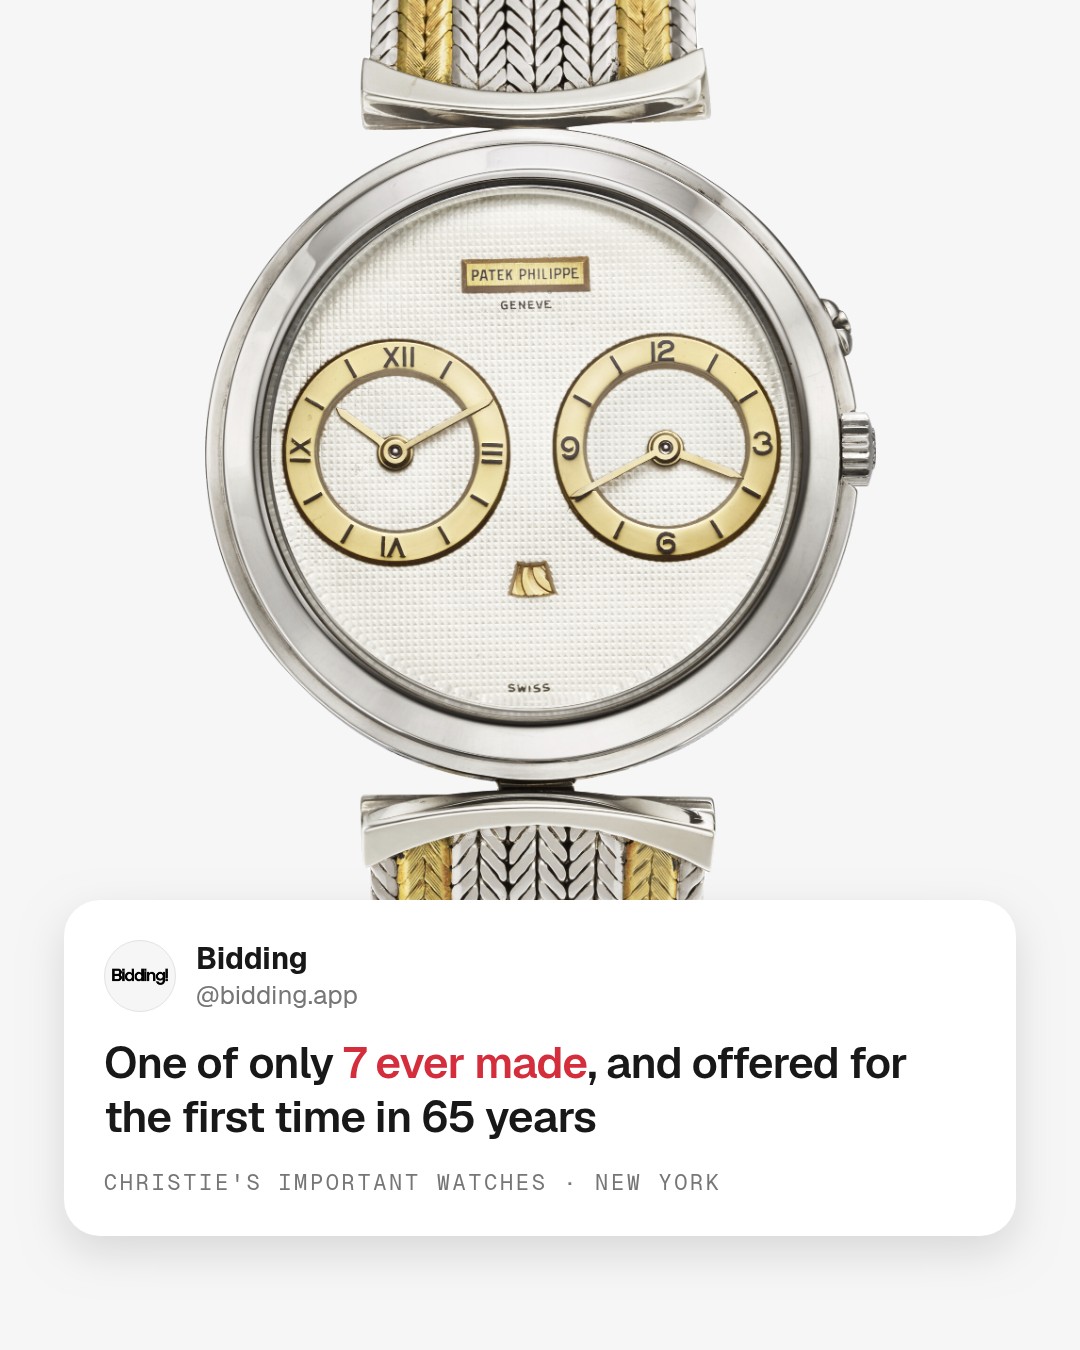 PATEK PHILIPPE
GENEVE
XII
III
VI
IX
12
3
6
9
SWISS
Bidding!
Bidding
@bidding.app
One of only 7 ever made, and offered for
the first time in 65 years
CHRISTIE'S IMPORTANT WATCHES · NEW YORK